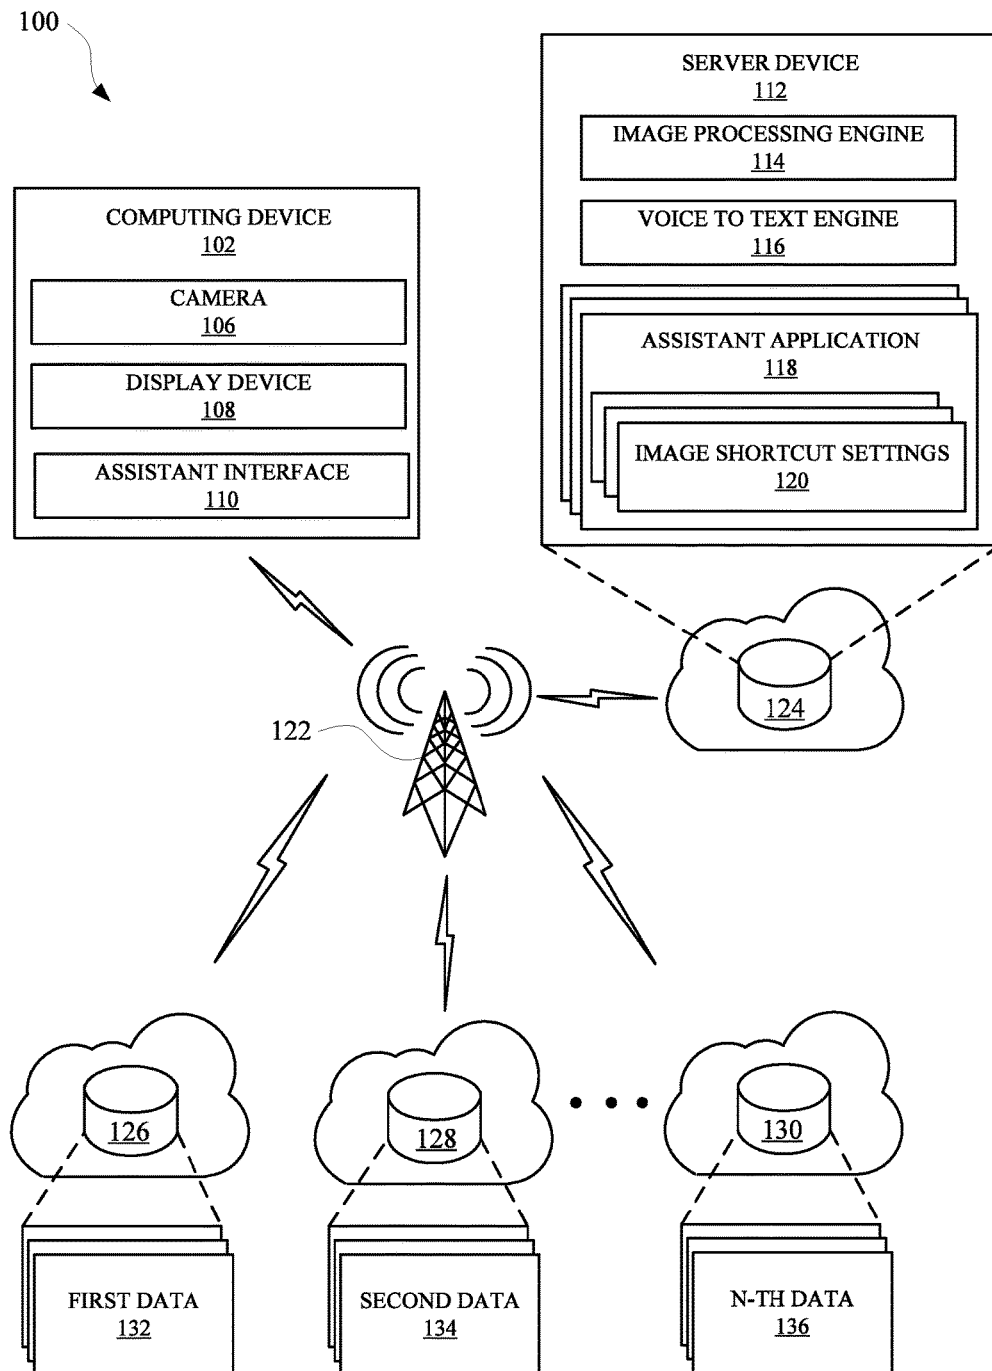 100
SERVER DEVICE
112
IMAGE PROCESSING ENGINE
114
VOICE TO TEXT ENGINE
116
ASSISTANT APPLICATION
118
IMAGE SHORTCUT SETTINGS
120
COMPUTING DEVICE
102
CAMERA
106
DISPLAY DEVICE
108
ASSISTANT INTERFACE
110
122
124
126
128
130
FIRST DATA
132
SECOND DATA
134
N-TH DATA
136